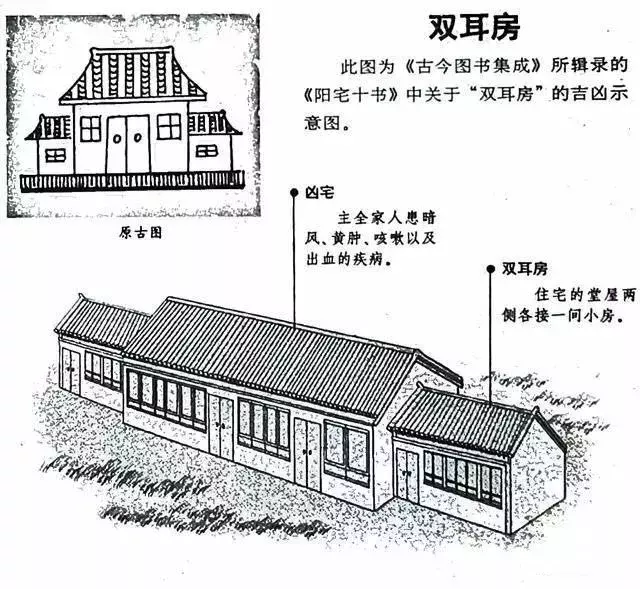 双耳房
此图为《古今图书集成》所辑录的
《阳宅十书》中关于“双耳房”的吉凶示
意图。
原古图
凶宅
主全家人患暗
风、黄肿、咳嗽以及
出血的疾病。
双耳房
住宅的堂屋两
侧各接一间小房。